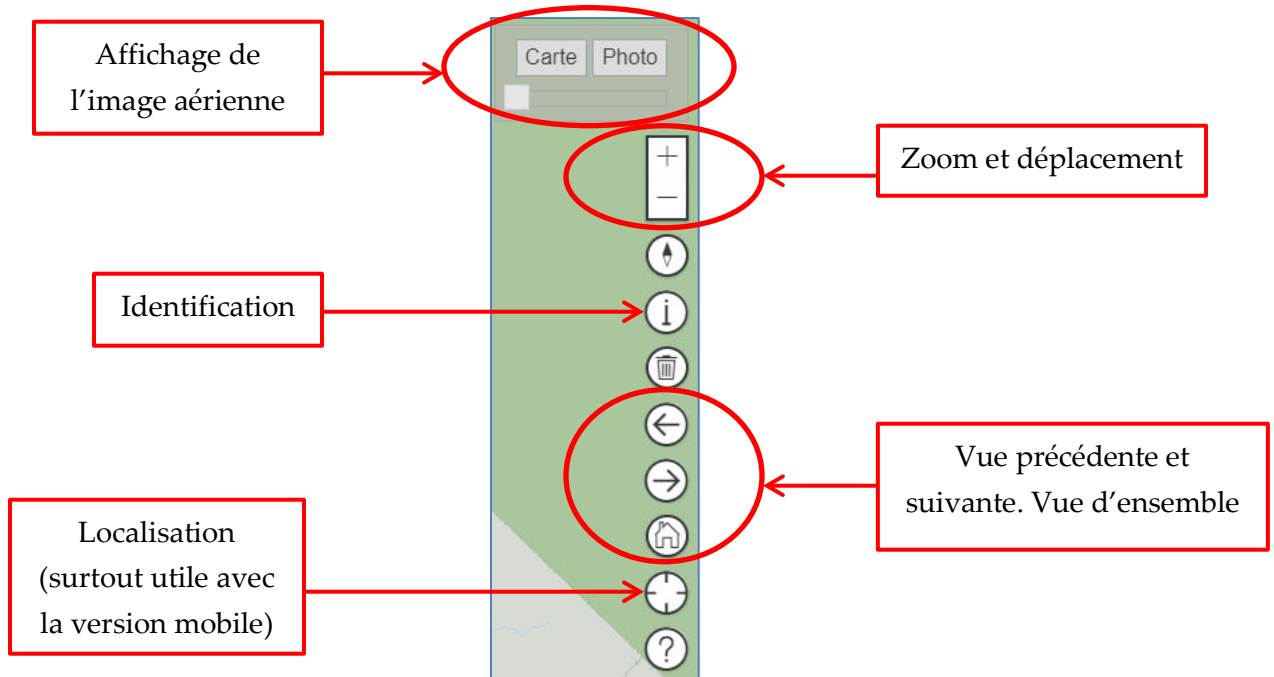 Affichage de
l’image aérienne
Carte Photo
Zoom et déplacement
Identification
Vue précédente et
suivante. Vue d’ensemble
Localisation
(surtout utile avec
la version mobile)